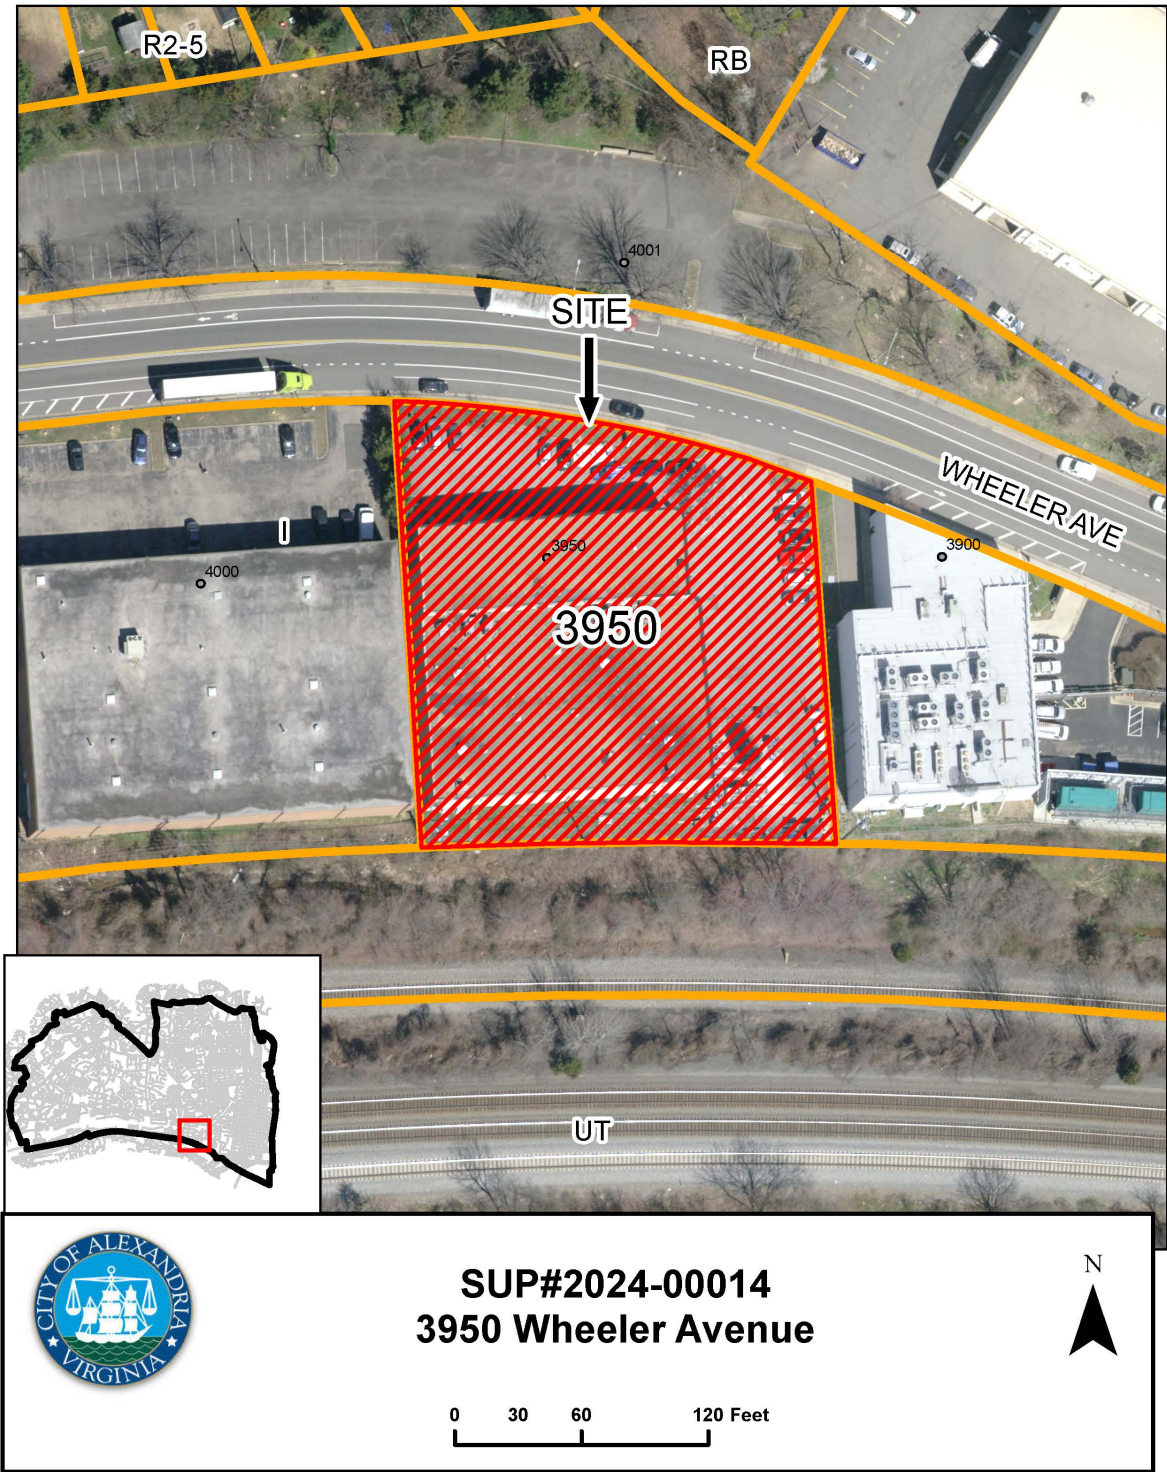 R2-5
RB
4001
SITE
WHEELER AVE
I
3950
3900
4000
3950
UT
CITY OF ALEXANDRIA
VIRGINIA
SUP#2024-00014
3950 Wheeler Avenue
N
0 30 60 120 Feet